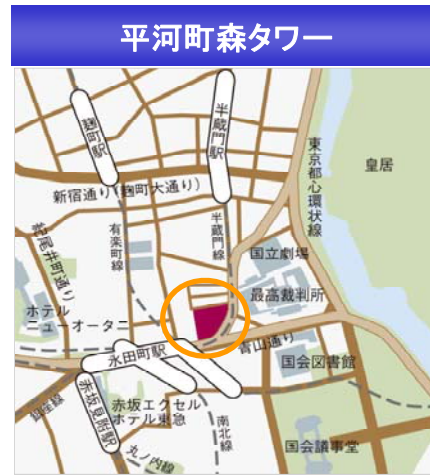 平河町森タワー
麹町駅
半蔵門駅
東京都心環状線
皇居
新宿通り(麹町大通り)
紀尾井町通り
有楽町線
半蔵門線
国立劇場
最高裁判所
ホテル
ニューオータニ
青山通り
永田町駅
国会図書館
赤坂見附駅
赤坂エクセル
ホテル東急
銀座線
南北線
丸ノ内線
国会議事堂